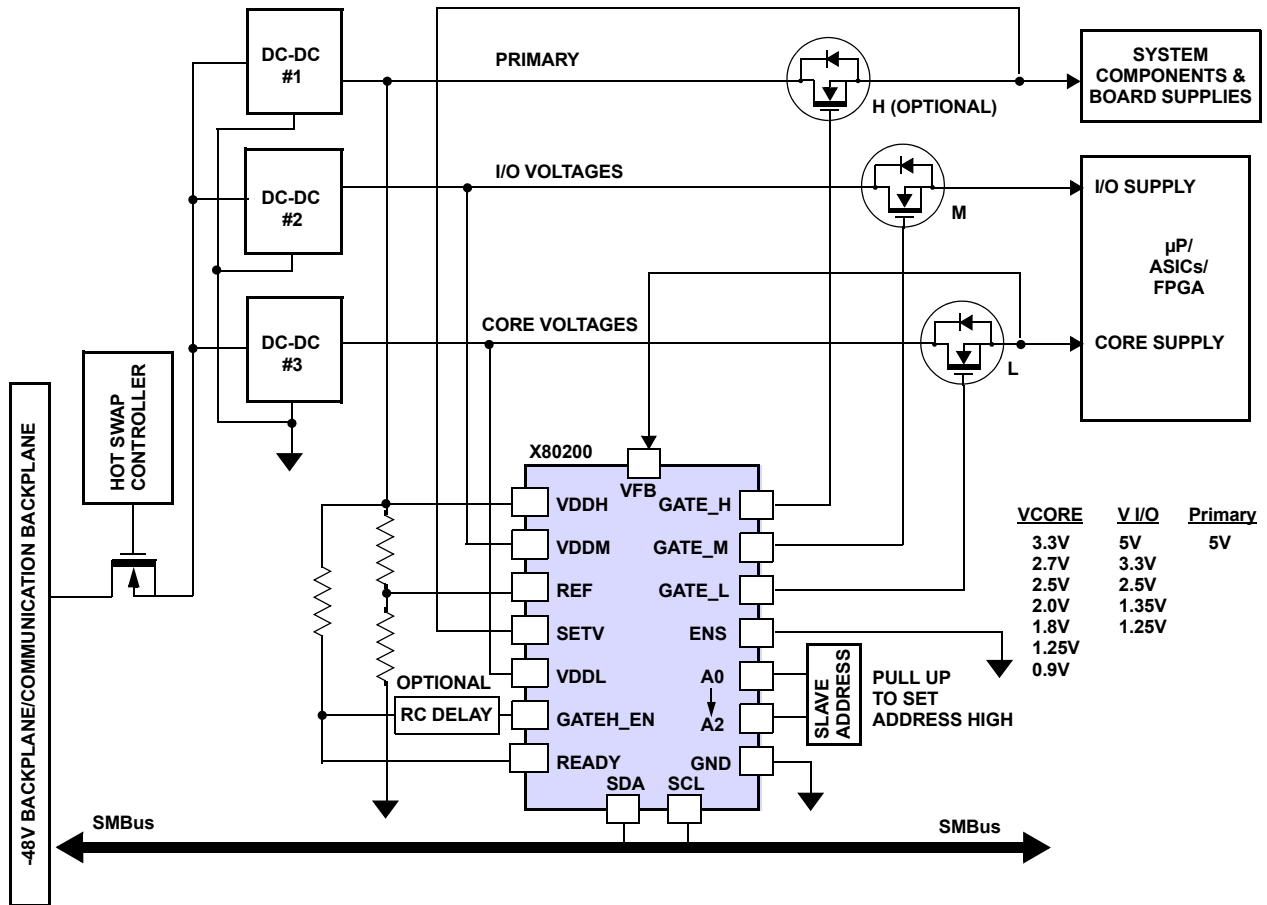 DC-DC
#1
PRIMARY
H (OPTIONAL)
SYSTEM
COMPONENTS &
BOARD SUPPLIES
DC-DC
#2
I/O VOLTAGES
M
I/O SUPPLY
µP/
ASICs/
FPGA
DC-DC
#3
CORE VOLTAGES
L
CORE SUPPLY
HOT SWAP
CONTROLLER
-48V BACKPLANE/COMMUNICATION BACKPLANE
X80200
VFB
VDDH
VDDM
REF
SETV
VDDL
GATEH_EN
READY
GATE_H
GATE_M
GATE_L
ENS
A0
A2
GND
SDA
SCL
OPTIONAL
RC DELAY
SLAVE
ADDRESS
PULL UP
TO SET
ADDRESS HIGH
VCORE V I/O Primary
3.3V 5V 5V
2.7V 3.3V
2.5V 2.5V
2.0V 1.35V
1.8V 1.25V
1.25V
0.9V
SMBus
SMBus